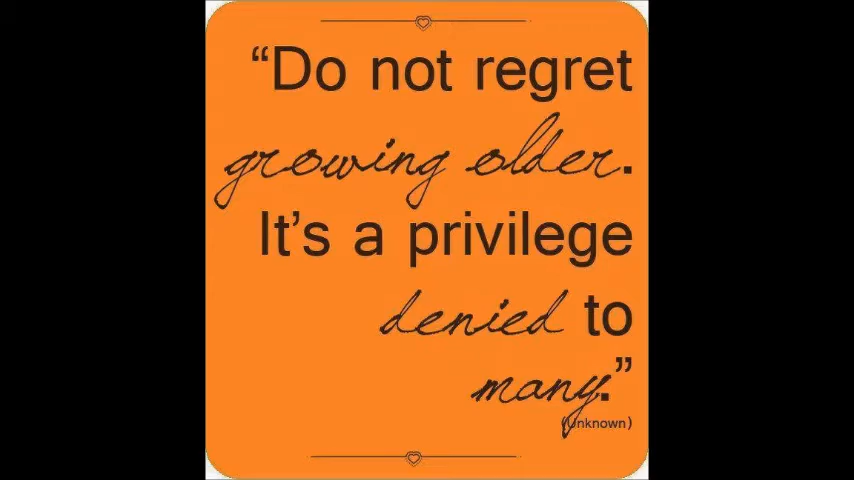 “Do not regret
growing older.
It’s a privilege
denied to
many.”
(Unknown)